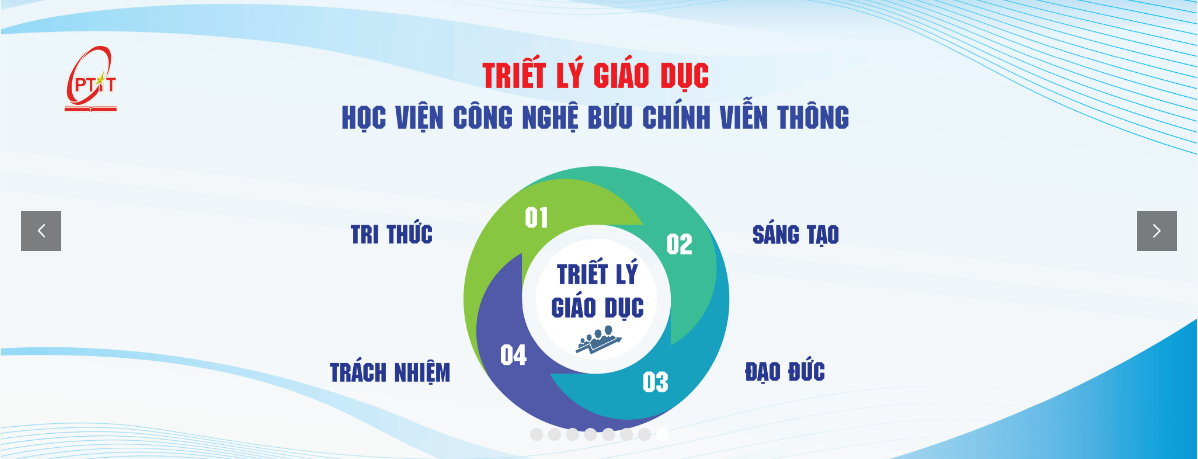 PTIT
TRIẾT LÝ GIÁO DỤC
HỌC VIỆN CÔNG NGHỆ BƯU CHÍNH VIỄN THÔNG
01
TRI THỨC
02
SÁNG TẠO
TRIẾT LÝ
GIÁO DỤC
04
TRÁCH NHIỆM
03
ĐẠO ĐỨC